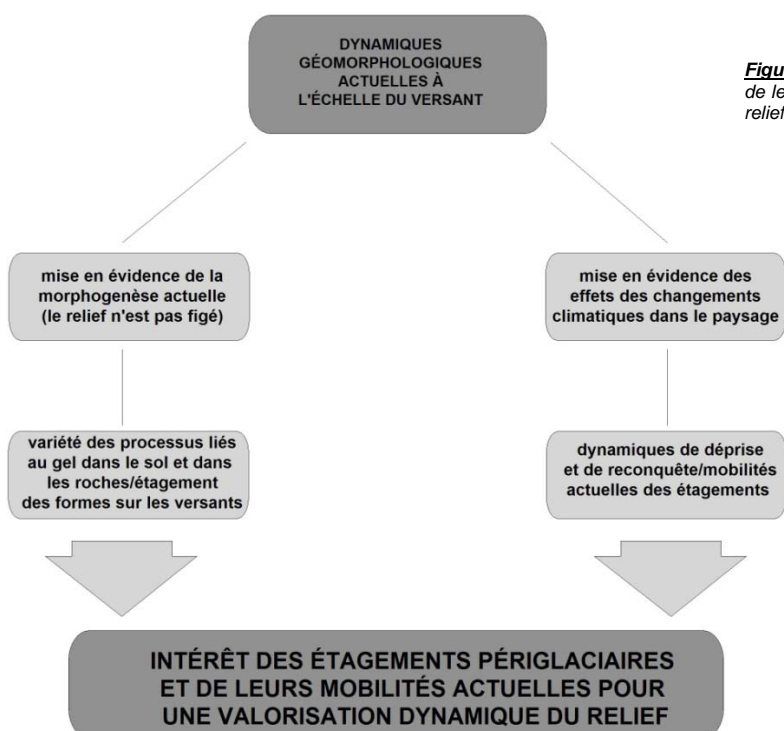 DYNAMIQUES
GÉOMORPHOLOGIQUES
ACTUELLES À
L'ÉCHELLE DU VERSANT
Figu
de le
relief
mise en évidence de la
morphogenèse actuelle
(le relief n'est pas figé)
mise en évidence des
effets des changements
climatiques dans le paysage
variété des processus liés
au gel dans le sol et dans
les roches/étagement
des formes sur les versants
dynamiques de déprise
et de reconquête/mobilités
actuelles des étagements
INTÉRÊT DES ÉTAGEMENTS PÉRIGLACIAIRES
ET DE LEURS MOBILITÉS ACTUELLES POUR
UNE VALORISATION DYNAMIQUE DU RELIEF